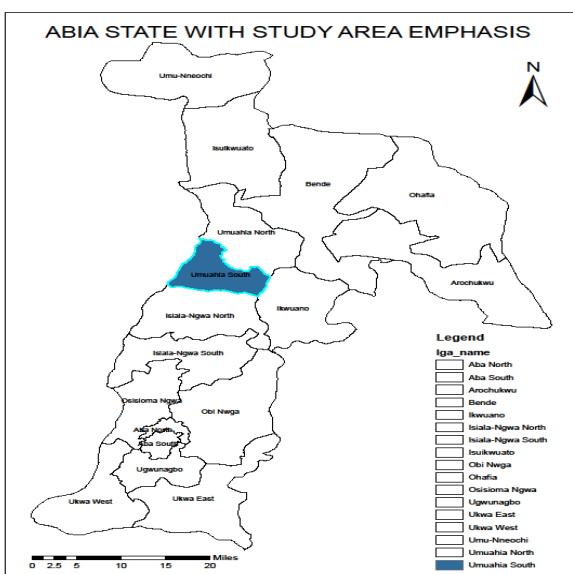 ABIA STATE WITH STUDY AREA EMPHASIS
N
Umu-Nneochi
Isuikwuato
Bende
Ohafia
Umuahia North
Umuahia South
Arochukwu
Isiala-Ngwa North
Ikwuano
Isiala-Ngwa South
Osisioma Ngwa
Obi Nwga
Aba North
Aba South
Ugwunagbo
Ukwa West
Ukwa East
Legend
lga_name
Aba North
Aba South
Arochukwu
Bende
Ikwuano
Isiala-Ngwa North
Isiala-Ngwa South
Isuikwuato
Obi Nwga
Ohafia
Osisioma Ngwa
Ugwunagbo
Ukwa East
Ukwa West
Umu-Nneochi
Umuahia North
Umuahia South
0 2.5 5 10 15 20 Miles